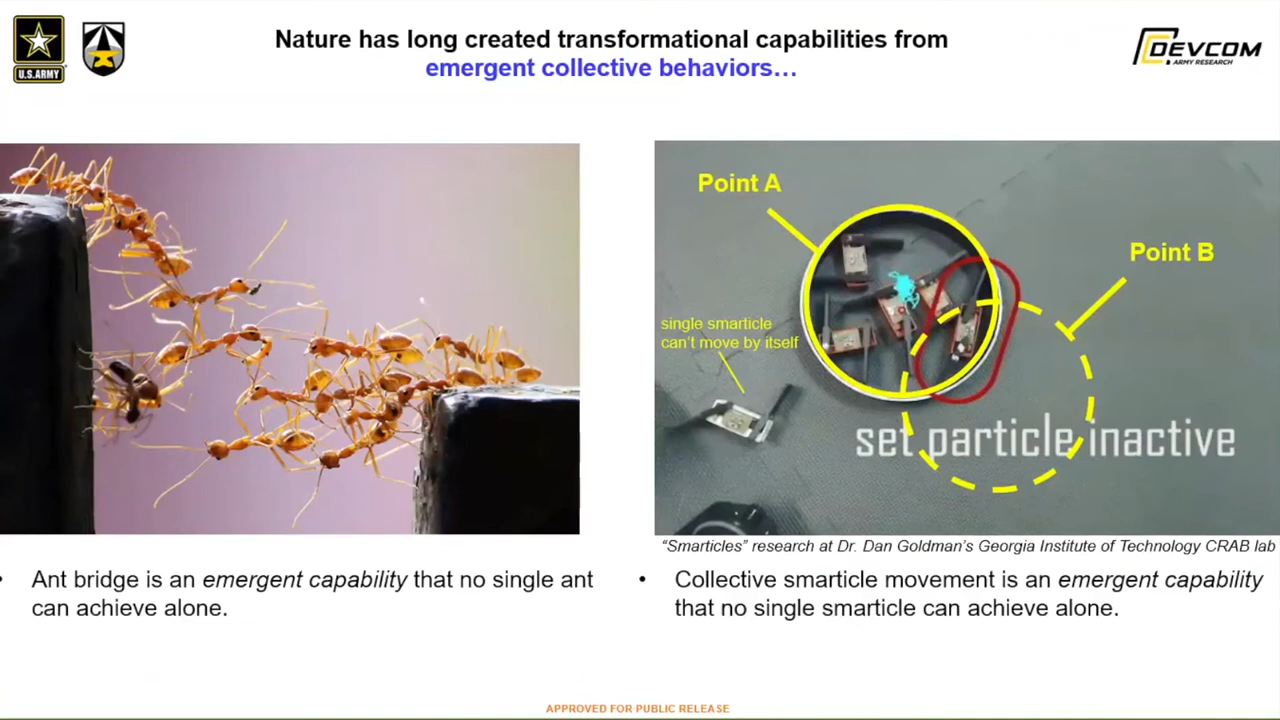 U.S.ARMY
Nature has long created transformational capabilities from
emergent collective behaviors…
DEVCOM
ARMY RESEARCH
Point A
Point B
single smarticle
can't move by itself
set particle inactive
“Smarticles” research at Dr. Dan Goldman’s Georgia Institute of Technology CRAB lab
• Ant bridge is an emergent capability that no single ant
can achieve alone.
• Collective smarticle movement is an emergent capability
that no single smarticle can achieve alone.
APPROVED FOR PUBLIC RELEASE